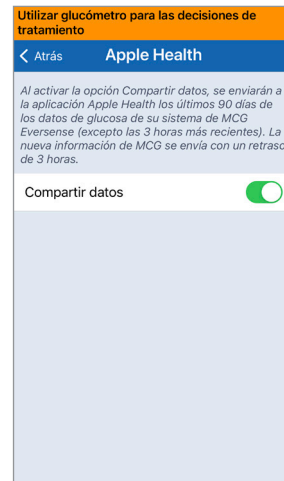 Utilizar glucómetro para las decisiones de
tratamiento
Atrás
Apple Health
Al activar la opción Compartir datos, se enviarán a
la aplicación Apple Health los últimos 90 días de
los datos de glucosa de su sistema de MCG
Eversense (excepto las 3 horas más recientes). La
nueva información de MCG se envía con un retraso
de 3 horas.
Compartir datos